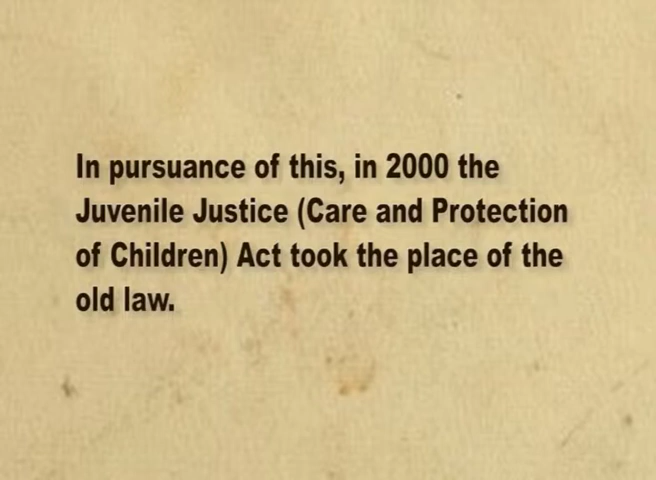 In pursuance of this, in 2000 the
Juvenile Justice (Care and Protection
of Children) Act took the place of the
old law.